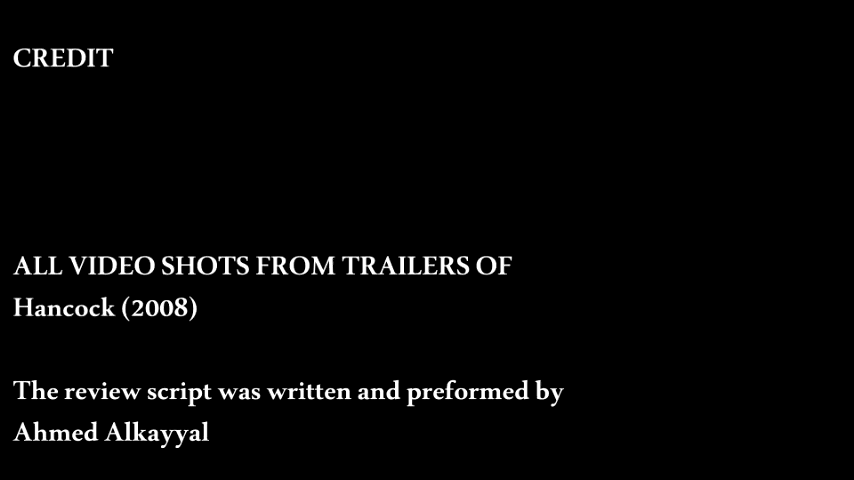 CREDIT
ALL VIDEO SHOTS FROM TRAILERS OF
Hancock (2008)
The review script was written and preformed by
Ahmed Alkayyal